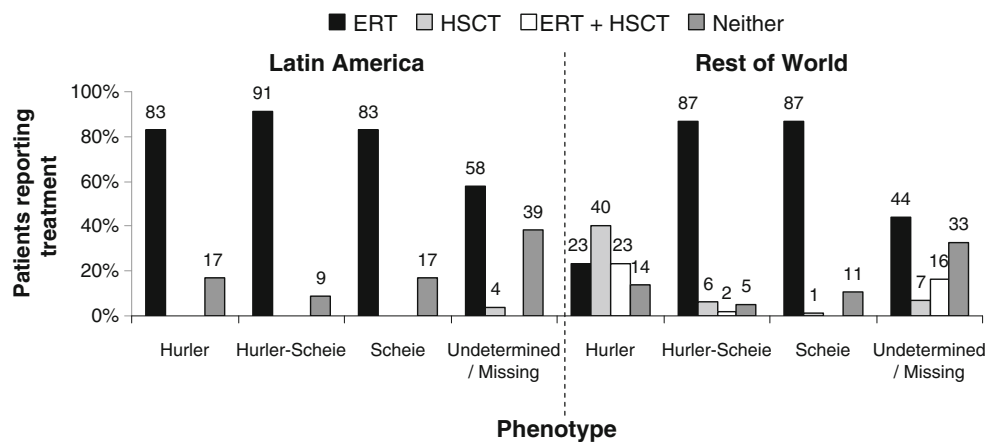 ERT HSCT ERT + HSCT Neither
Latin America Rest of World
Patients reporting
treatment
100%
80%
60%
40%
20%
0%
83 17 91 9 83 17 58 4 39 23 40 23 14 87 6 2 5 87 1 11 44 7 16 33
Hurler Hurler-Scheie Scheie Undetermined Hurler Hurler-Scheie Scheie Undetermined
/ Missing / Missing
Phenotype